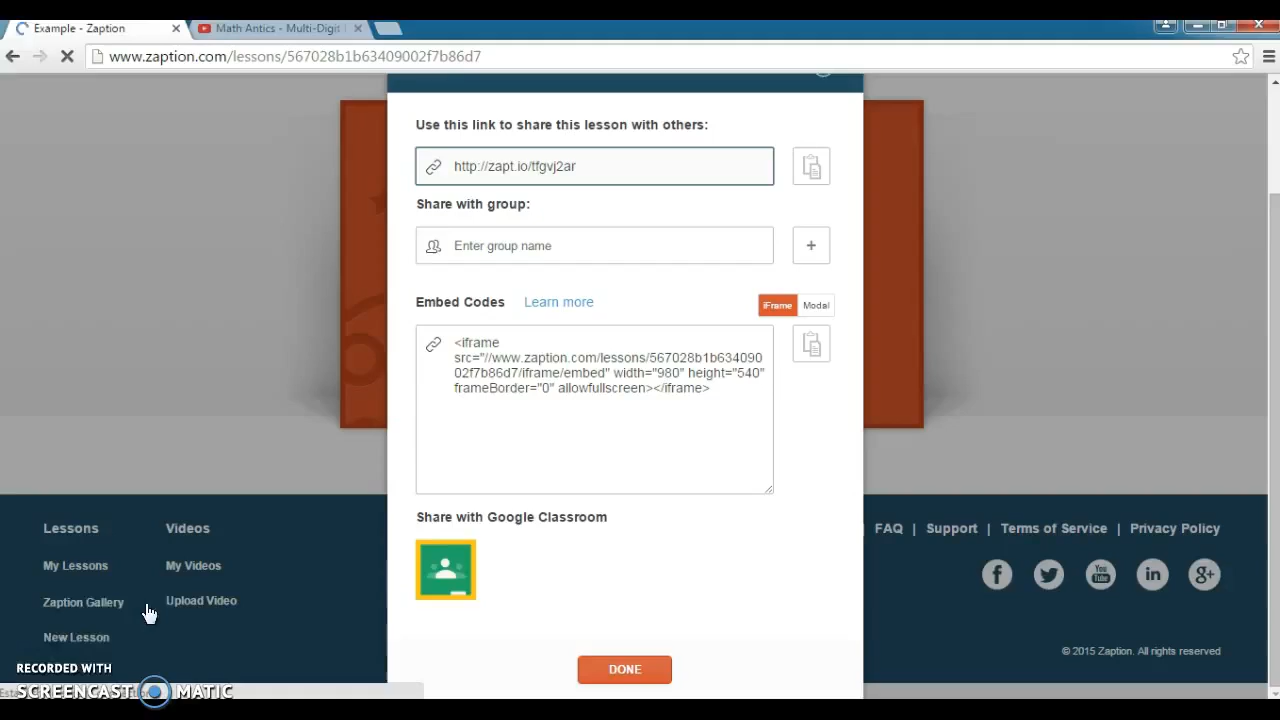 Example - Zaption
Math Antics - Multi-Digit
www.zaption.com/lessons/567028b1b63409002f7b86d7
Use this link to share this lesson with others:
http://zapt.io/tfgvj2ar
Share with group:
Enter group name
+
Embed Codes Learn more
iFrame Modal
<iframe
src="//www.zaption.com/lessons/567028b1b634090
02f7b86d7/iframe/embed" width="980" height="540"
frameBorder="0" allowfullscreen></iframe>
Share with Google Classroom
DONE
Lessons
My Lessons
Zaption Gallery
New Lesson
Videos
My Videos
Upload Video
| FAQ | Support | Terms of Service | Privacy Policy
f
You
Tube
in
g+
© 2015 Zaption. All rights reserved
RECORDED WITH
SCREENCAST MATIC